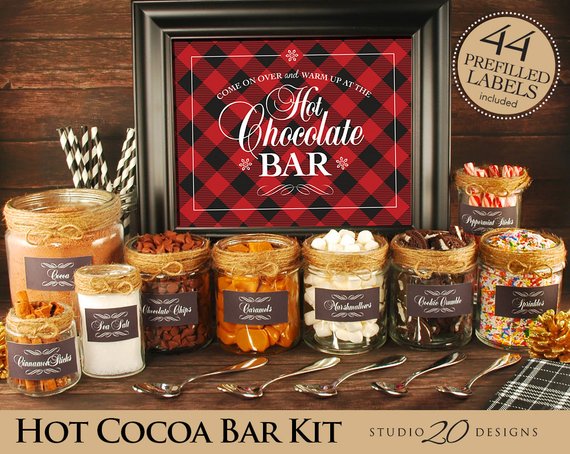 44
PREFILLED
LABELS
included
COME ON OVER and WARM UP AT THE
Hot
Chocolate
BAR
Peppermint Sticks
Cocoa
Sea Salt
Chocolate Chips
Caramels
Marshmallows
Cookie Crumble
Sprinkles
Cinnamon Sticks
HOT COCOA BAR KIT
STUDIO 20 DESIGNS